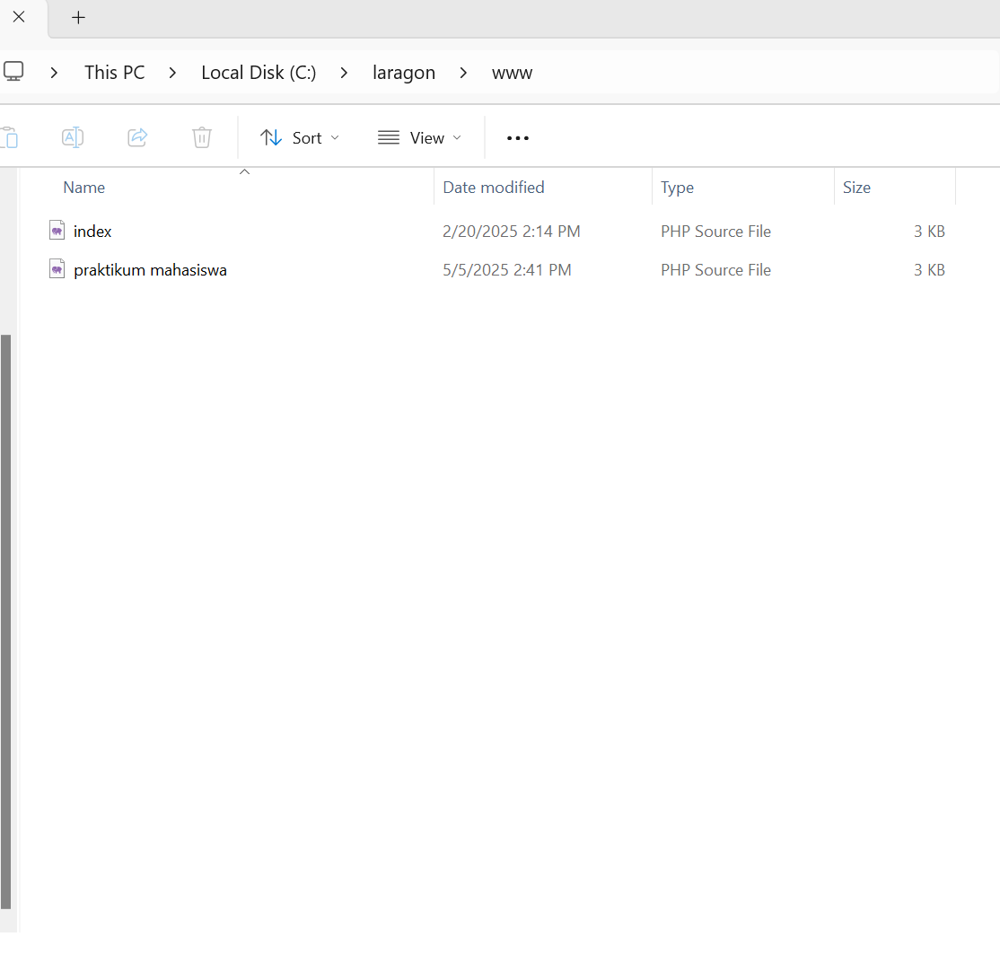 This PC Local Disk (C:) laragon www
Sort View
Name Date modified Type Size
index 2/20/2025 2:14 PM PHP Source File 3 KB
praktikum mahasiswa 5/5/2025 2:41 PM PHP Source File 3 KB